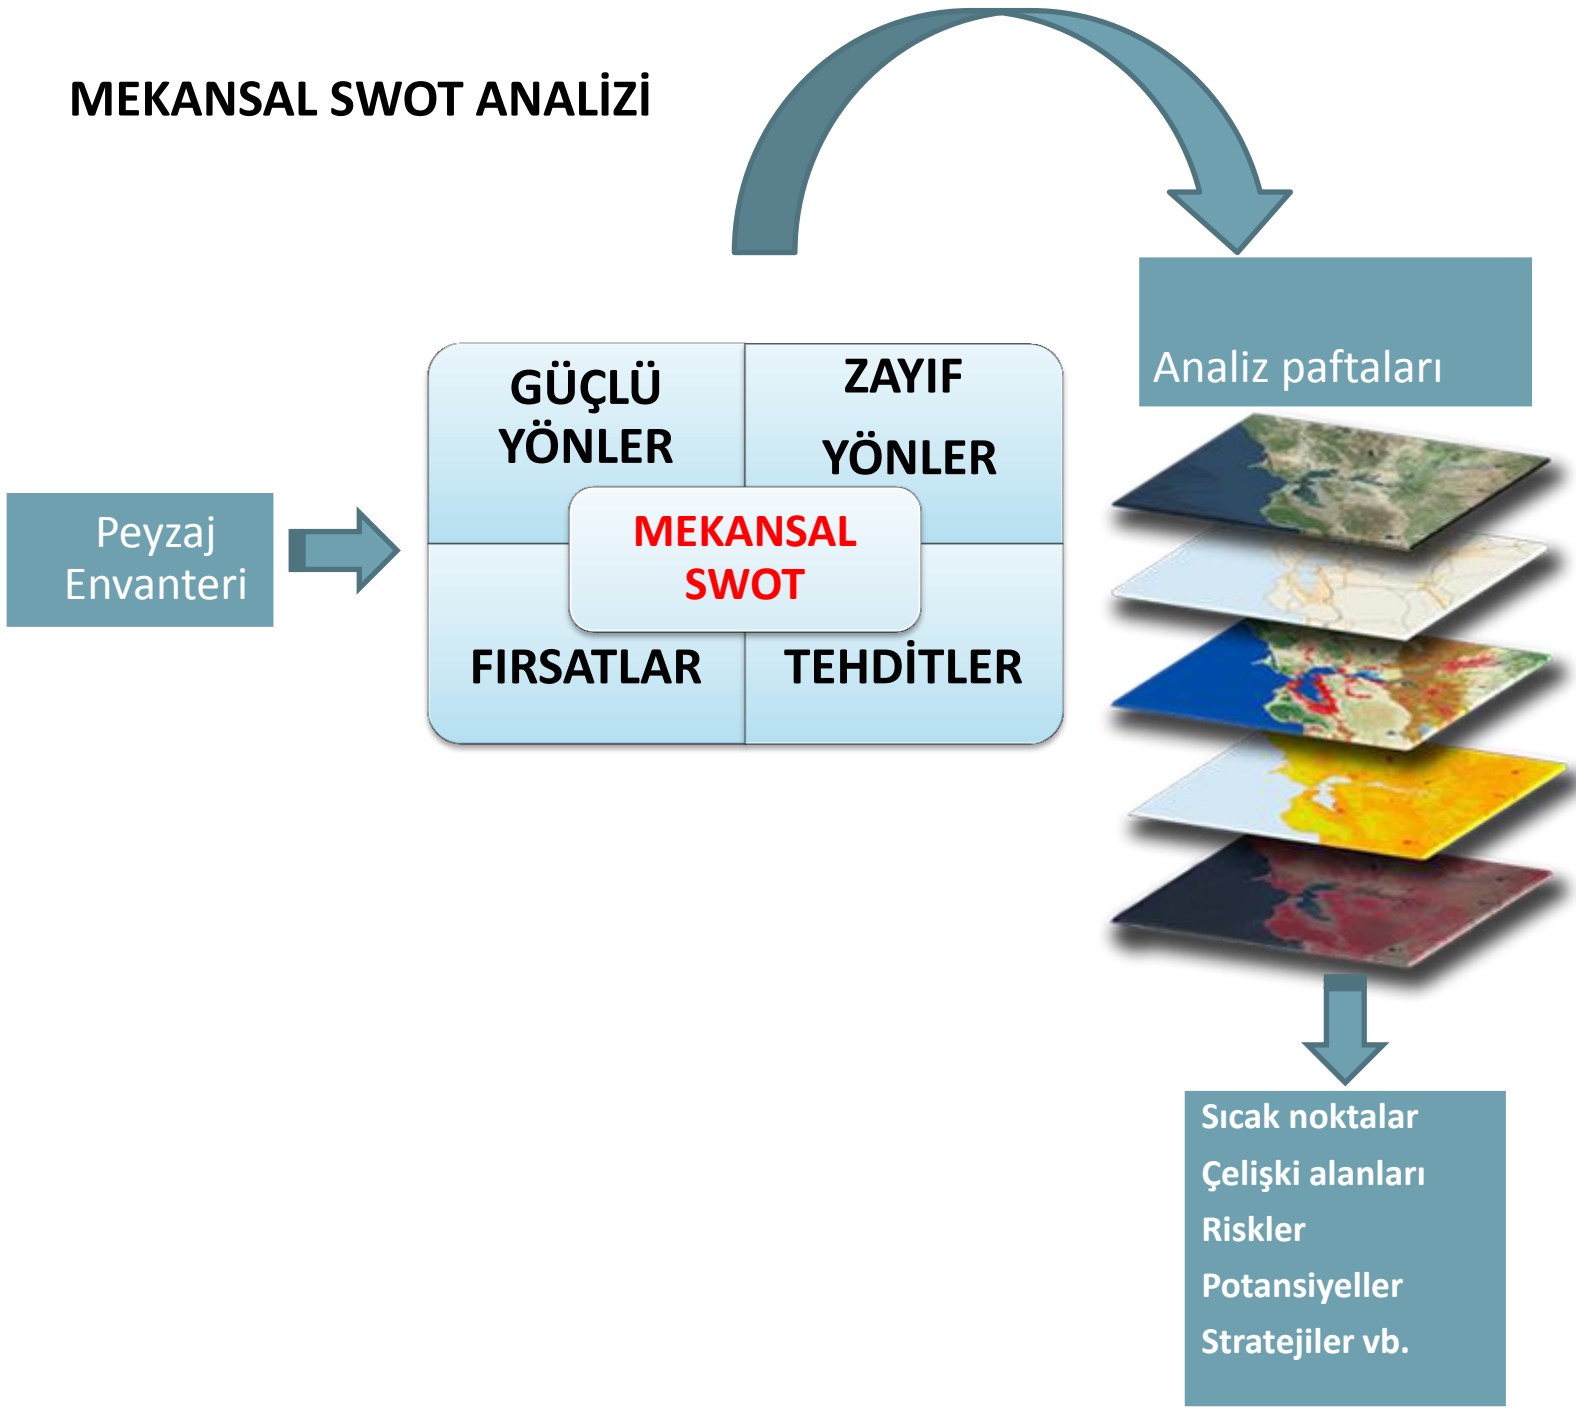 MEKANSAL SWOT ANALİZİ
Peyzaj
Envanteri
GÜÇLÜ
YÖNLER
ZAYIF
YÖNLER
MEKANSAL
SWOT
FIRSATLAR
TEHDİTLER
Analiz paftaları
Sıcak noktalar
Çelişki alanları
Riskler
Potansiyeller
Stratejiler vb.